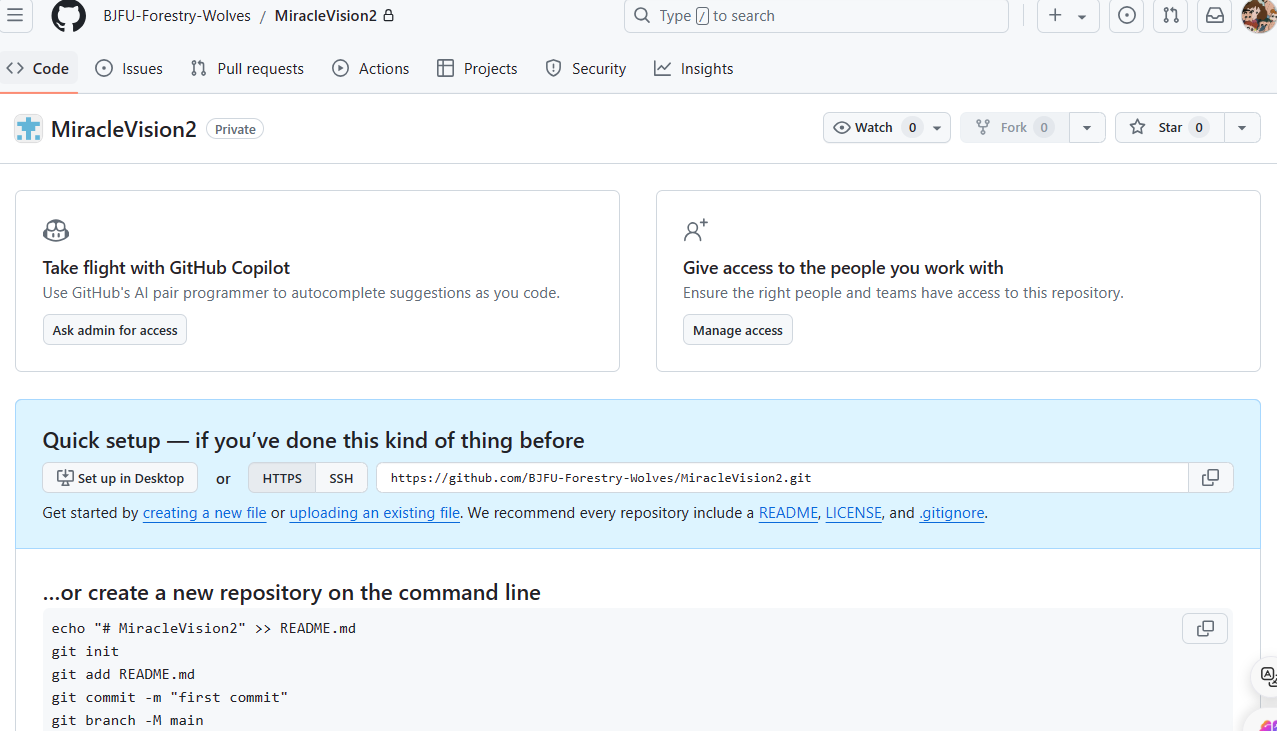 BJFU-Forestry-Wolves / MiracleVision2
Type / to search
Code Issues Pull requests Actions Projects Security Insights
MiracleVision2 Private
Watch 0 Fork 0 Star 0
Take flight with GitHub Copilot
Use GitHub's AI pair programmer to autocomplete suggestions as you code.
Ask admin for access
Give access to the people you work with
Ensure the right people and teams have access to this repository.
Manage access
Quick setup — if you’ve done this kind of thing before
Set up in Desktop or HTTPS SSH https://github.com/BJFU-Forestry-Wolves/MiracleVision2.git
Get started by creating a new file or uploading an existing file. We recommend every repository include a README, LICENSE, and .gitignore.
…or create a new repository on the command line
echo "# MiracleVision2" >> README.md
git init
git add README.md
git commit -m "first commit"
git branch -M main